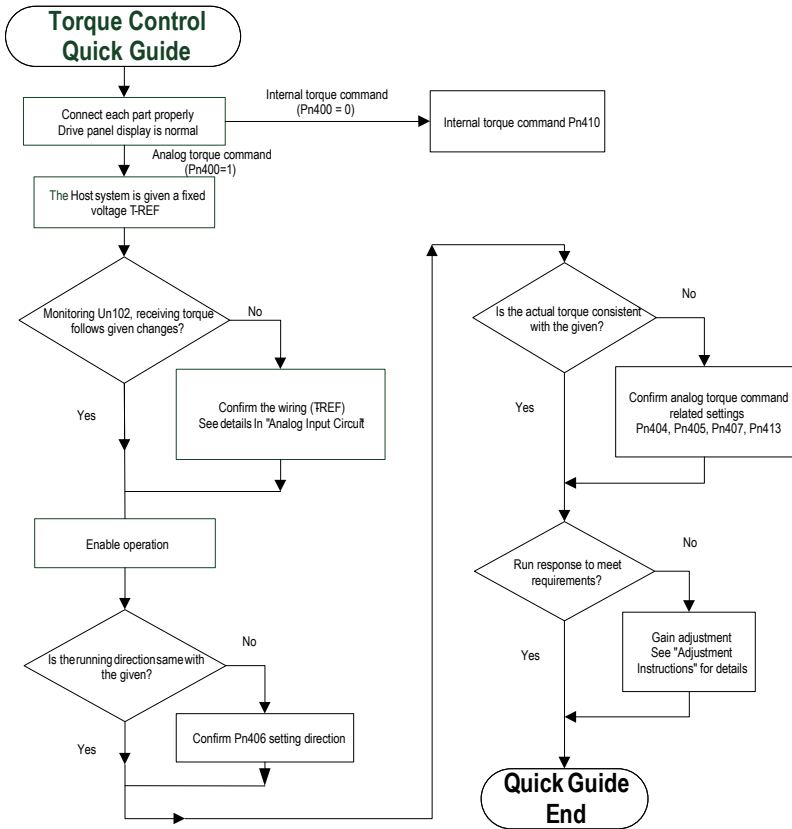 Torque Control
Quick Guide
Connect each part properly
Drive panel display is normal
Internal torque command
(Pn400 = 0)
Internal torque command Pn410
Analog torque command
(Pn400=1)
The Host system is given a fixed
voltage T-REF
Monitoring Un102, receiving torque
follows given changes?
No
Confirm the wiring (T-REF)
See details In "Analog Input Circuit"
Yes
Enable operation
Is the running direction same with
the given?
No
Confirm Pn406 setting direction
Yes
Is the actual torque consistent
with the given?
No
Confirm analog torque command
related settings
Pn404, Pn405, Pn407, Pn413
Yes
Run response to meet
requirements?
No
Gain adjustment
See "Adjustment
Instructions" for details
Yes
Quick Guide
End